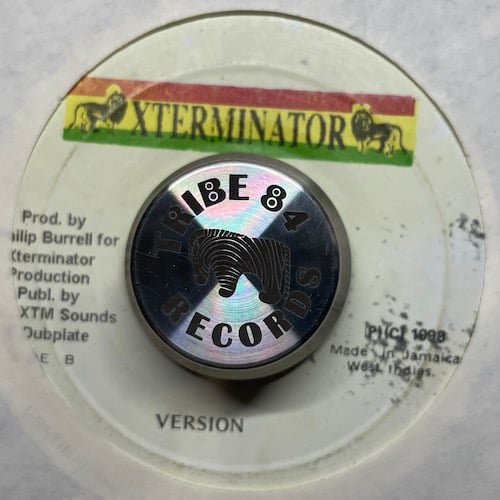 XTERMINATOR
TRIBE 84
RECORDS
Prod. by
ilip Burrell for
Xterminator
Production
Publ. by
XTM Sounds
Dubplate
E B
Made In Jamaica
West Indies.
VERSION